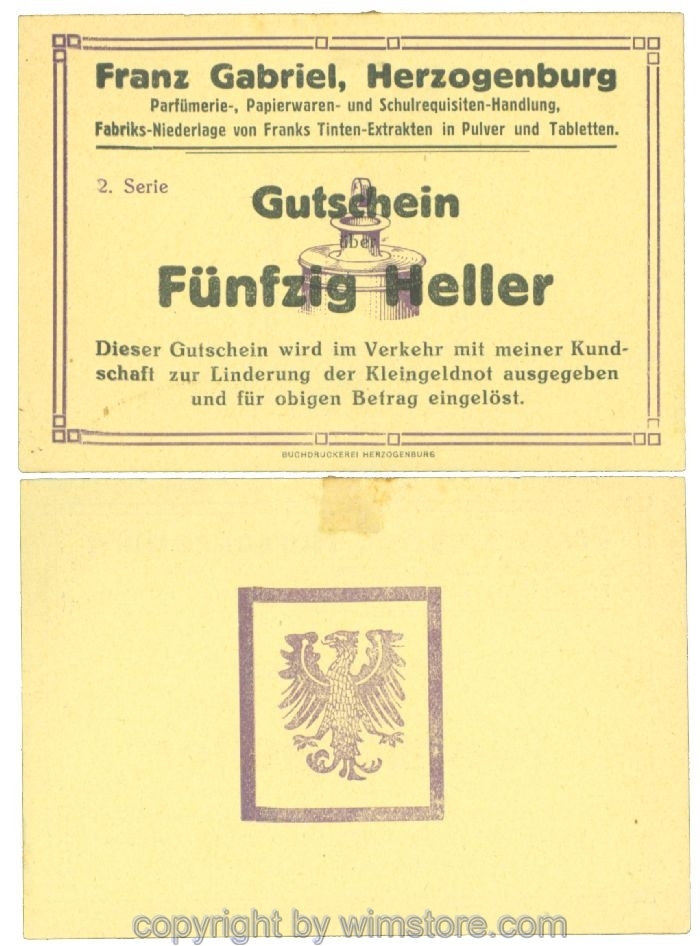 Franz Gabriel, Herzogenburg
Parfümerie-, Papierwaren- und Schulrequisiten-Handlung,
Fabriks-Niederlage von Franks Tinten-Extrakten in Pulver und Tabletten.
2. Serie
Gutschein
über
Fünfzig Heller
Dieser Gutschein wird im Verkehr mit meiner Kund-
schaft zur Linderung der Kleingeldnot ausgegeben
und für obigen Betrag eingelöst.
BUCHDRUCKEREI HERZOGENBURG
copyright by wimstore.com